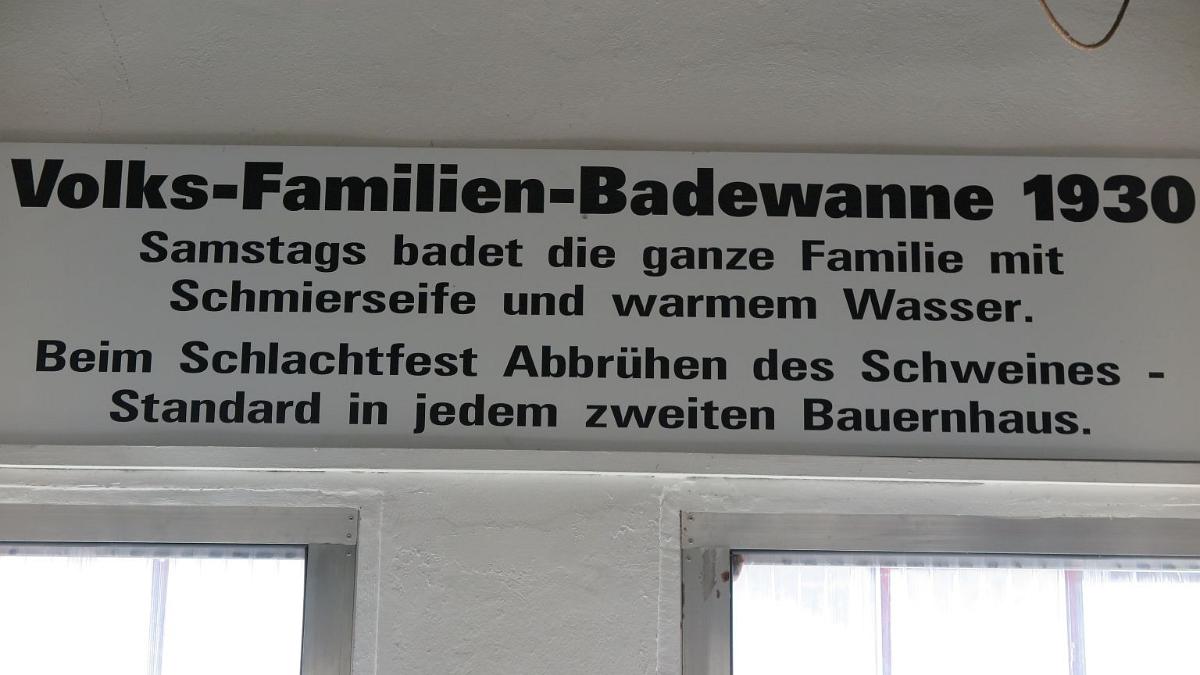 Volks-Familien-Badewanne 1930
Samstags badet die ganze Familie mit
Schmierseife und warmem Wasser.
Beim Schlachtfest Abbrühen des Schweines -
Standard in jedem zweiten Bauernhaus.